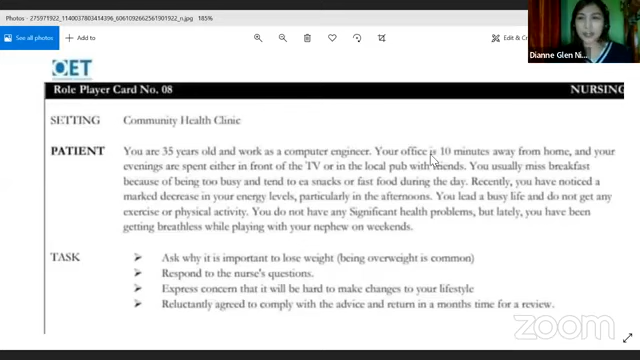 Photos - 275971922_1140037803414396_6061092662561901922_n.jpg 185%
See all photos
Add to
Edit & Cr
Dianne Glen Ni...
OET
Role Player Card No. 08 NURSING
SETTING Community Health Clinic
PATIENT You are 35 years old and work as a computer engineer. Your office is 10 minutes away from home, and your
evenings are spent either in front of the TV or in the local pub with friends. You usually miss breakfast
because of being too busy and tend to ea snacks or fast food during the day. Recently, you have noticed a
marked decrease in your energy levels, particularly in the afternoons. You lead a busy life and do not get any
exercise or physical activity. You do not have any Significant health problems, but lately, you have been
getting breathless while playing with your nephew on weekends.
TASK ➢ Ask why it is important to lose weight (being overweight is common)
➢ Respond to the nurse's questions.
➢ Express concern that it will be hard to make changes to your lifestyle
➢ Reluctantly agreed to comply with the advice and return in a months time for a review.
zoom